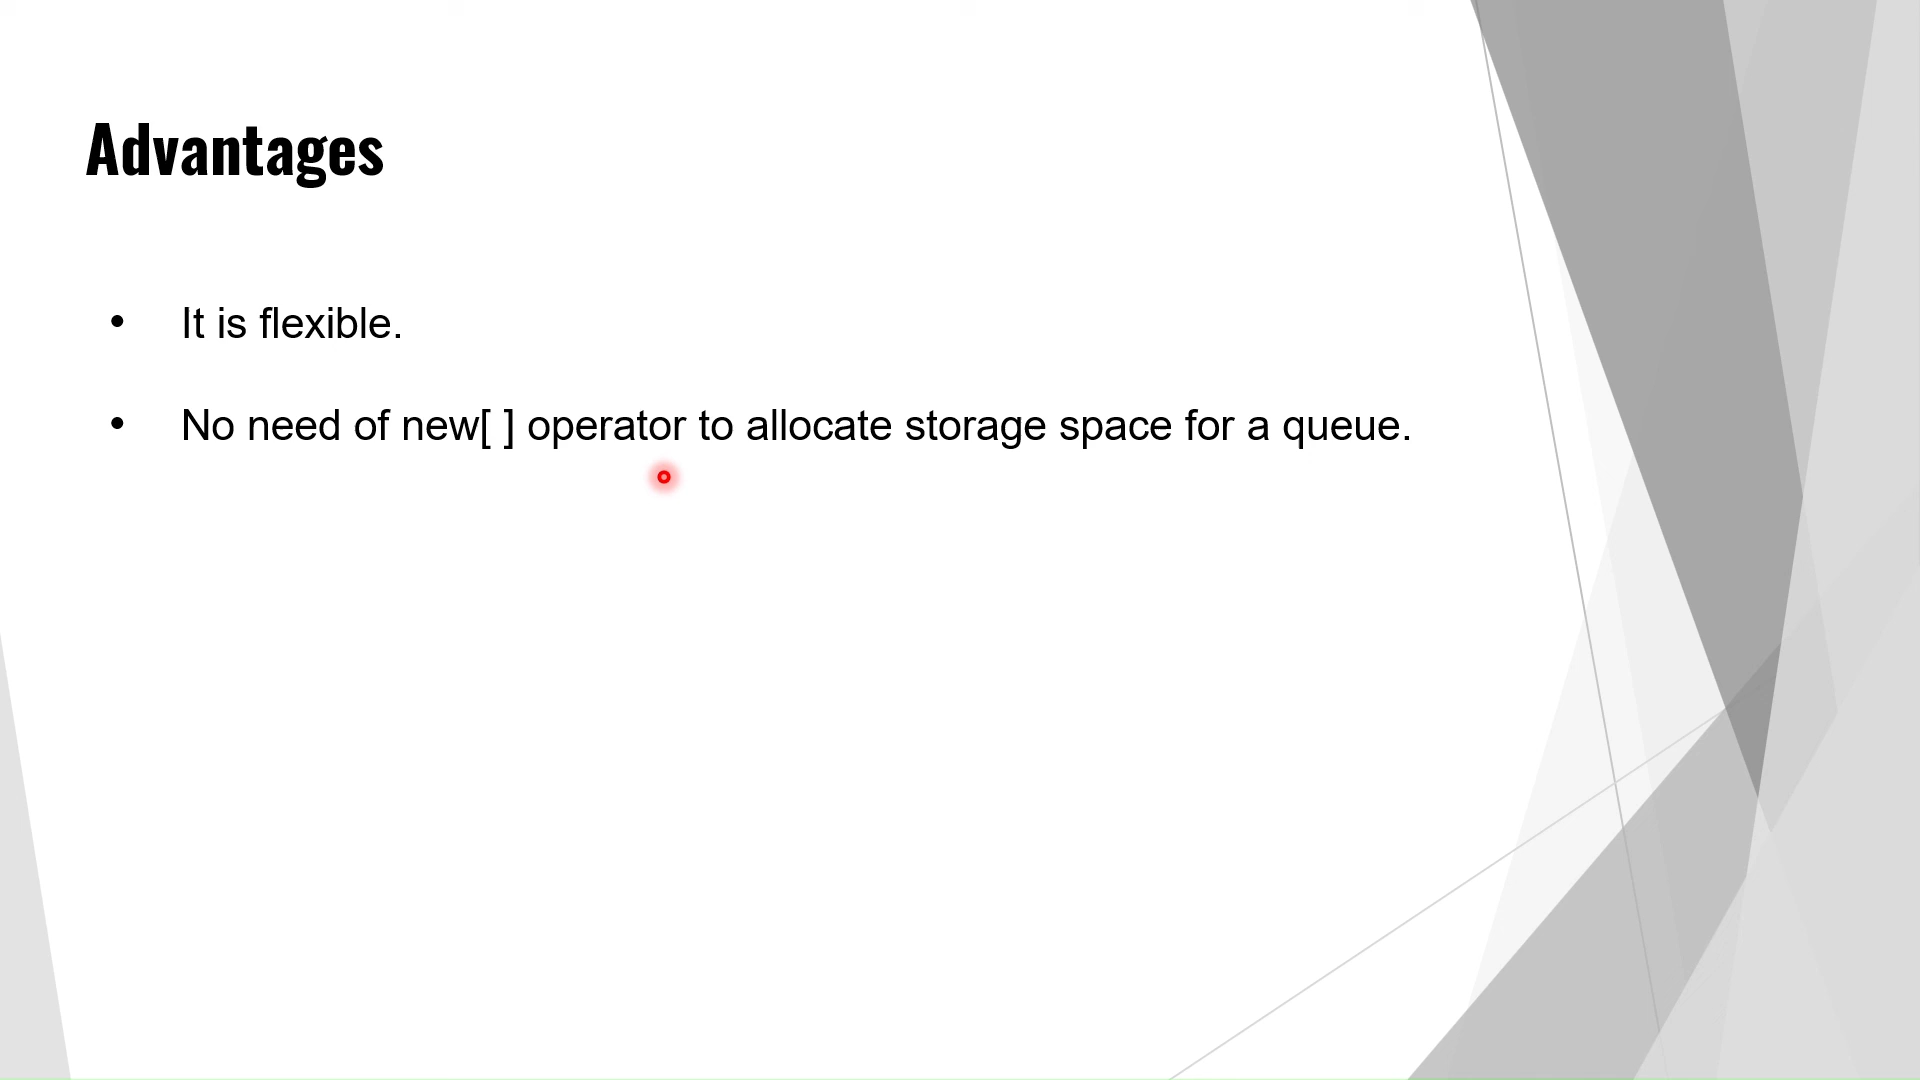 Advantages
• It is flexible.
• No need of new[ ] operator to allocate storage space for a queue.